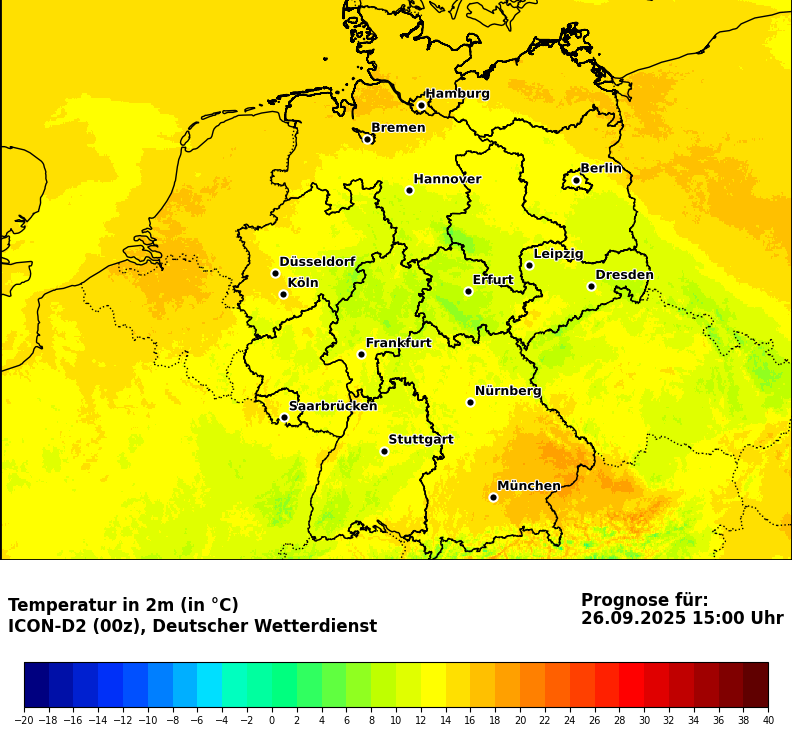 Hamburg
Bremen
Berlin
Hannover
Leipzig
Düsseldorf
Dresden
Köln
Erfurt
Frankfurt
Nürnberg
Saarbrücken
Stuttgart
München
Temperatur in 2m (in °C)
ICON-D2 (00z), Deutscher Wetterdienst
Prognose für:
26.09.2025 15:00 Uhr
−20 −18 −16 −14 −12 −10 −8 −6 −4 −2 0 2 4 6 8 10 12 14 16 18 20 22 24 26 28 30 32 34 36 38 40